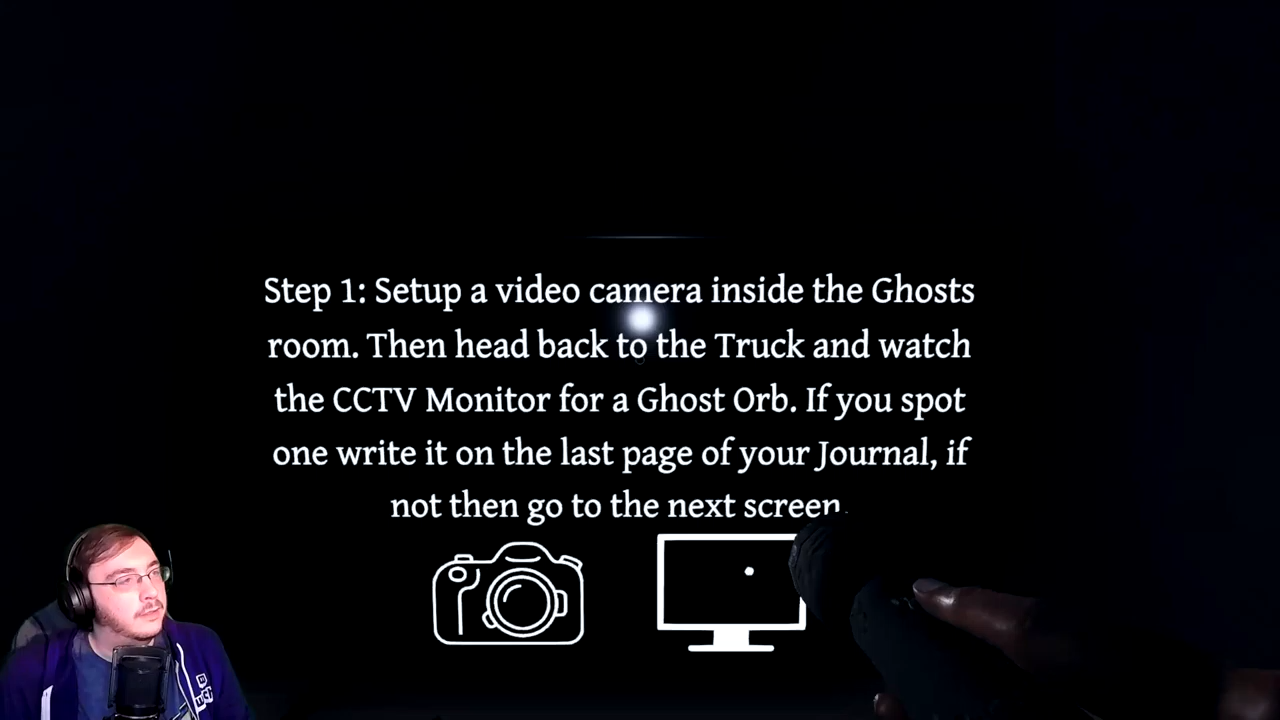 Step 1: Setup a video camera inside the Ghosts
room. Then head back to the Truck and watch
the CCTV Monitor for a Ghost Orb. If you spot
one write it on the last page of your Journal, if
not then go to the next screen.